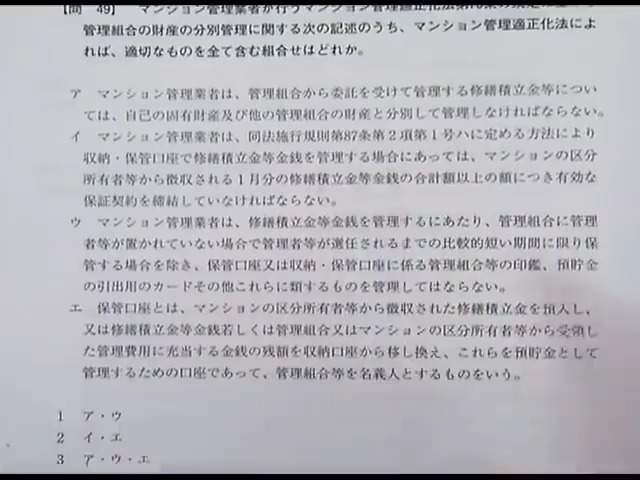 【問 49】 マンション管理業者が行うマンション管理適正化法第
管理組合の財産の分別管理に関する次の記述のうち、マンション管理適正化法によ
れば、適切なものを全て含む組合せはどれか。
ア マンション管理業者は、管理組合から委託を受けて管理する修繕積立金等につい
ては、自己の固有財産及び他の管理組合の財産と分別して管理しなければならない。
イ マンション管理業者は、同法施行規則第87条第2項第1号ハに定める方法により
収納・保管口座で修繕積立金等金銭を管理する場合にあっては、マンションの区分
所有者等から徴収される1月分の修繕積立金等金銭の合計額以上の額につき有効な
保証契約を締結していなければならない。
ウ マンション管理業者は、修繕積立金等金銭を管理するにあたり、管理組合に管理
者等が置かれていない場合で管理者等が選任されるまでの比較的短い期間に限り保
管する場合を除き、保管口座又は収納・保管口座に係る管理組合等の印鑑、預貯金
の引出用のカードその他これらに類するものを管理してはならない。
エ 保管口座とは、マンションの区分所有者等から徴収された修繕積立金を預入し、
又は修繕積立金等金銭若しくは管理組合又はマンションの区分所有者等から受領し
た管理費用に充当する金銭の残額を収納口座から移し換え、これらを預貯金として
管理するための口座であって、管理組合等を名義人とするものをいう。
1 ア・ウ
2 イ・エ
3 ア・ウ・エ